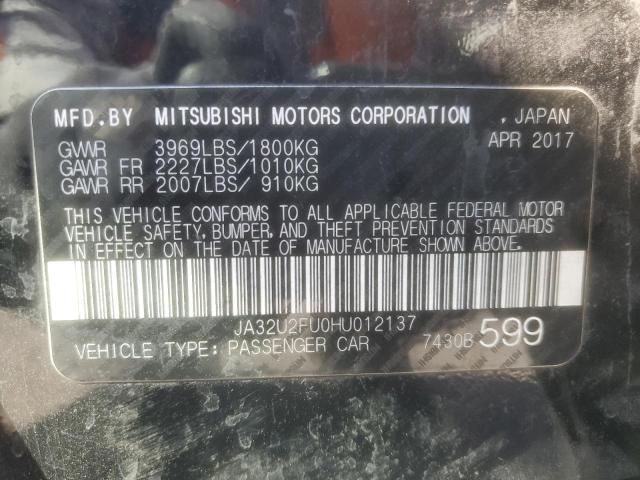 MFD.BY MITSUBISHI MOTORS CORPORATION , JAPAN
APR 2017
GVWR 3969LBS/1800KG
GAWR FR 2227LBS/1010KG
GAWR RR 2007LBS/ 910KG
THIS VEHICLE CONFORMS TO ALL APPLICABLE FEDERAL MOTOR
VEHICLE SAFETY, BUMPER, AND THEFT PREVENTION STANDARDS
IN EFFECT ON THE DATE OF MANUFACTURE SHOWN ABOVE.
JA32U2FU0HU012137
VEHICLE TYPE: PASSENGER CAR 7430B 599